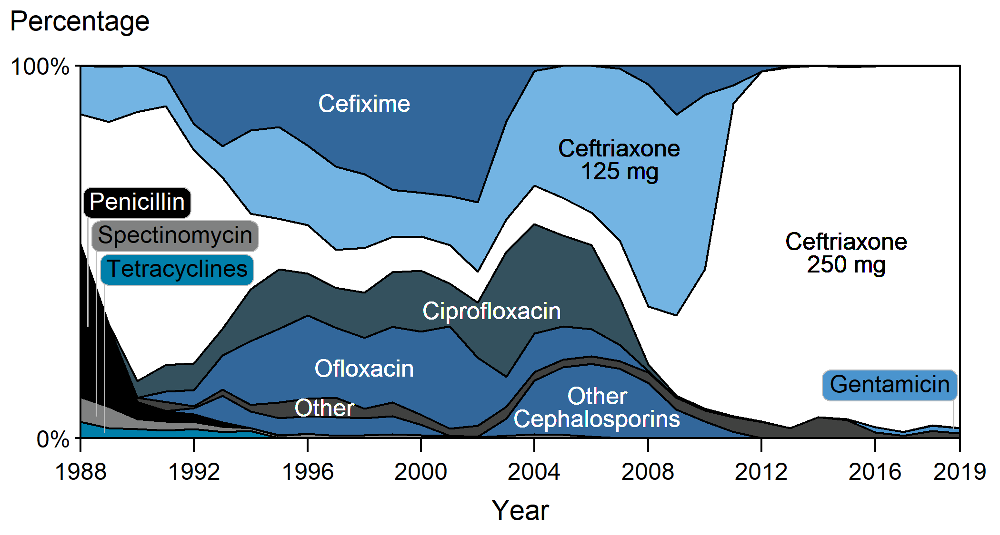 Percentage
100%
Cefixime
Ceftriaxone
125 mg
Penicillin
Spectinomycin
Tetracyclines
Ceftriaxone
250 mg
Ciprofloxacin
Ofloxacin
Other
Other
Cephalosporins
Gentamicin
0%
1988 1992 1996 2000 2004 2008 2012 2016 2019
Year